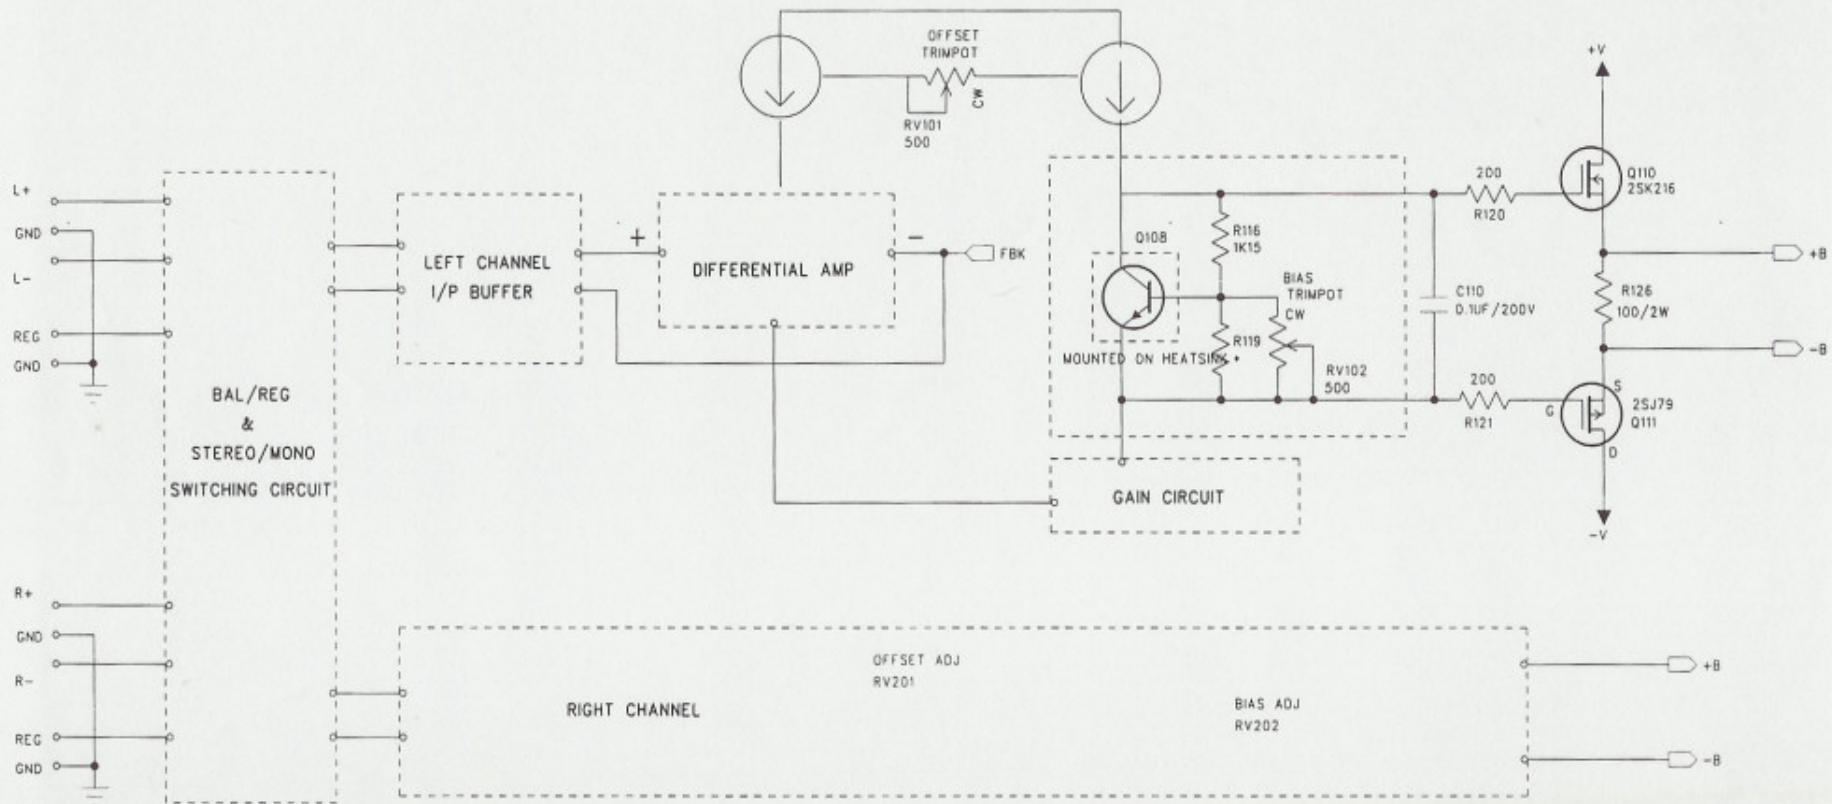 OFFSET
TRIMPOT
CW
RV101
500
+V
L+
GND
L-
REG
GND
BAL/REG
&
STEREO/MONO
SWITCHING CIRCUIT
LEFT CHANNEL
I/P BUFFER
+
DIFFERENTIAL AMP
-
FBK
Q108
R116
1K15
BIAS
TRIMPOT
CW
MOUNTED ON HEATSINK +
R119
RV102
500
C110
0.1UF/200V
200
R120
Q110
2SK216
+B
R126
100/2W
-B
200
R121
G
S
2SJ79
Q111
D
-V
GAIN CIRCUIT
R+
GND
R-
REG
GND
RIGHT CHANNEL
OFFSET ADJ
RV201
BIAS ADJ
RV202
+B
-B